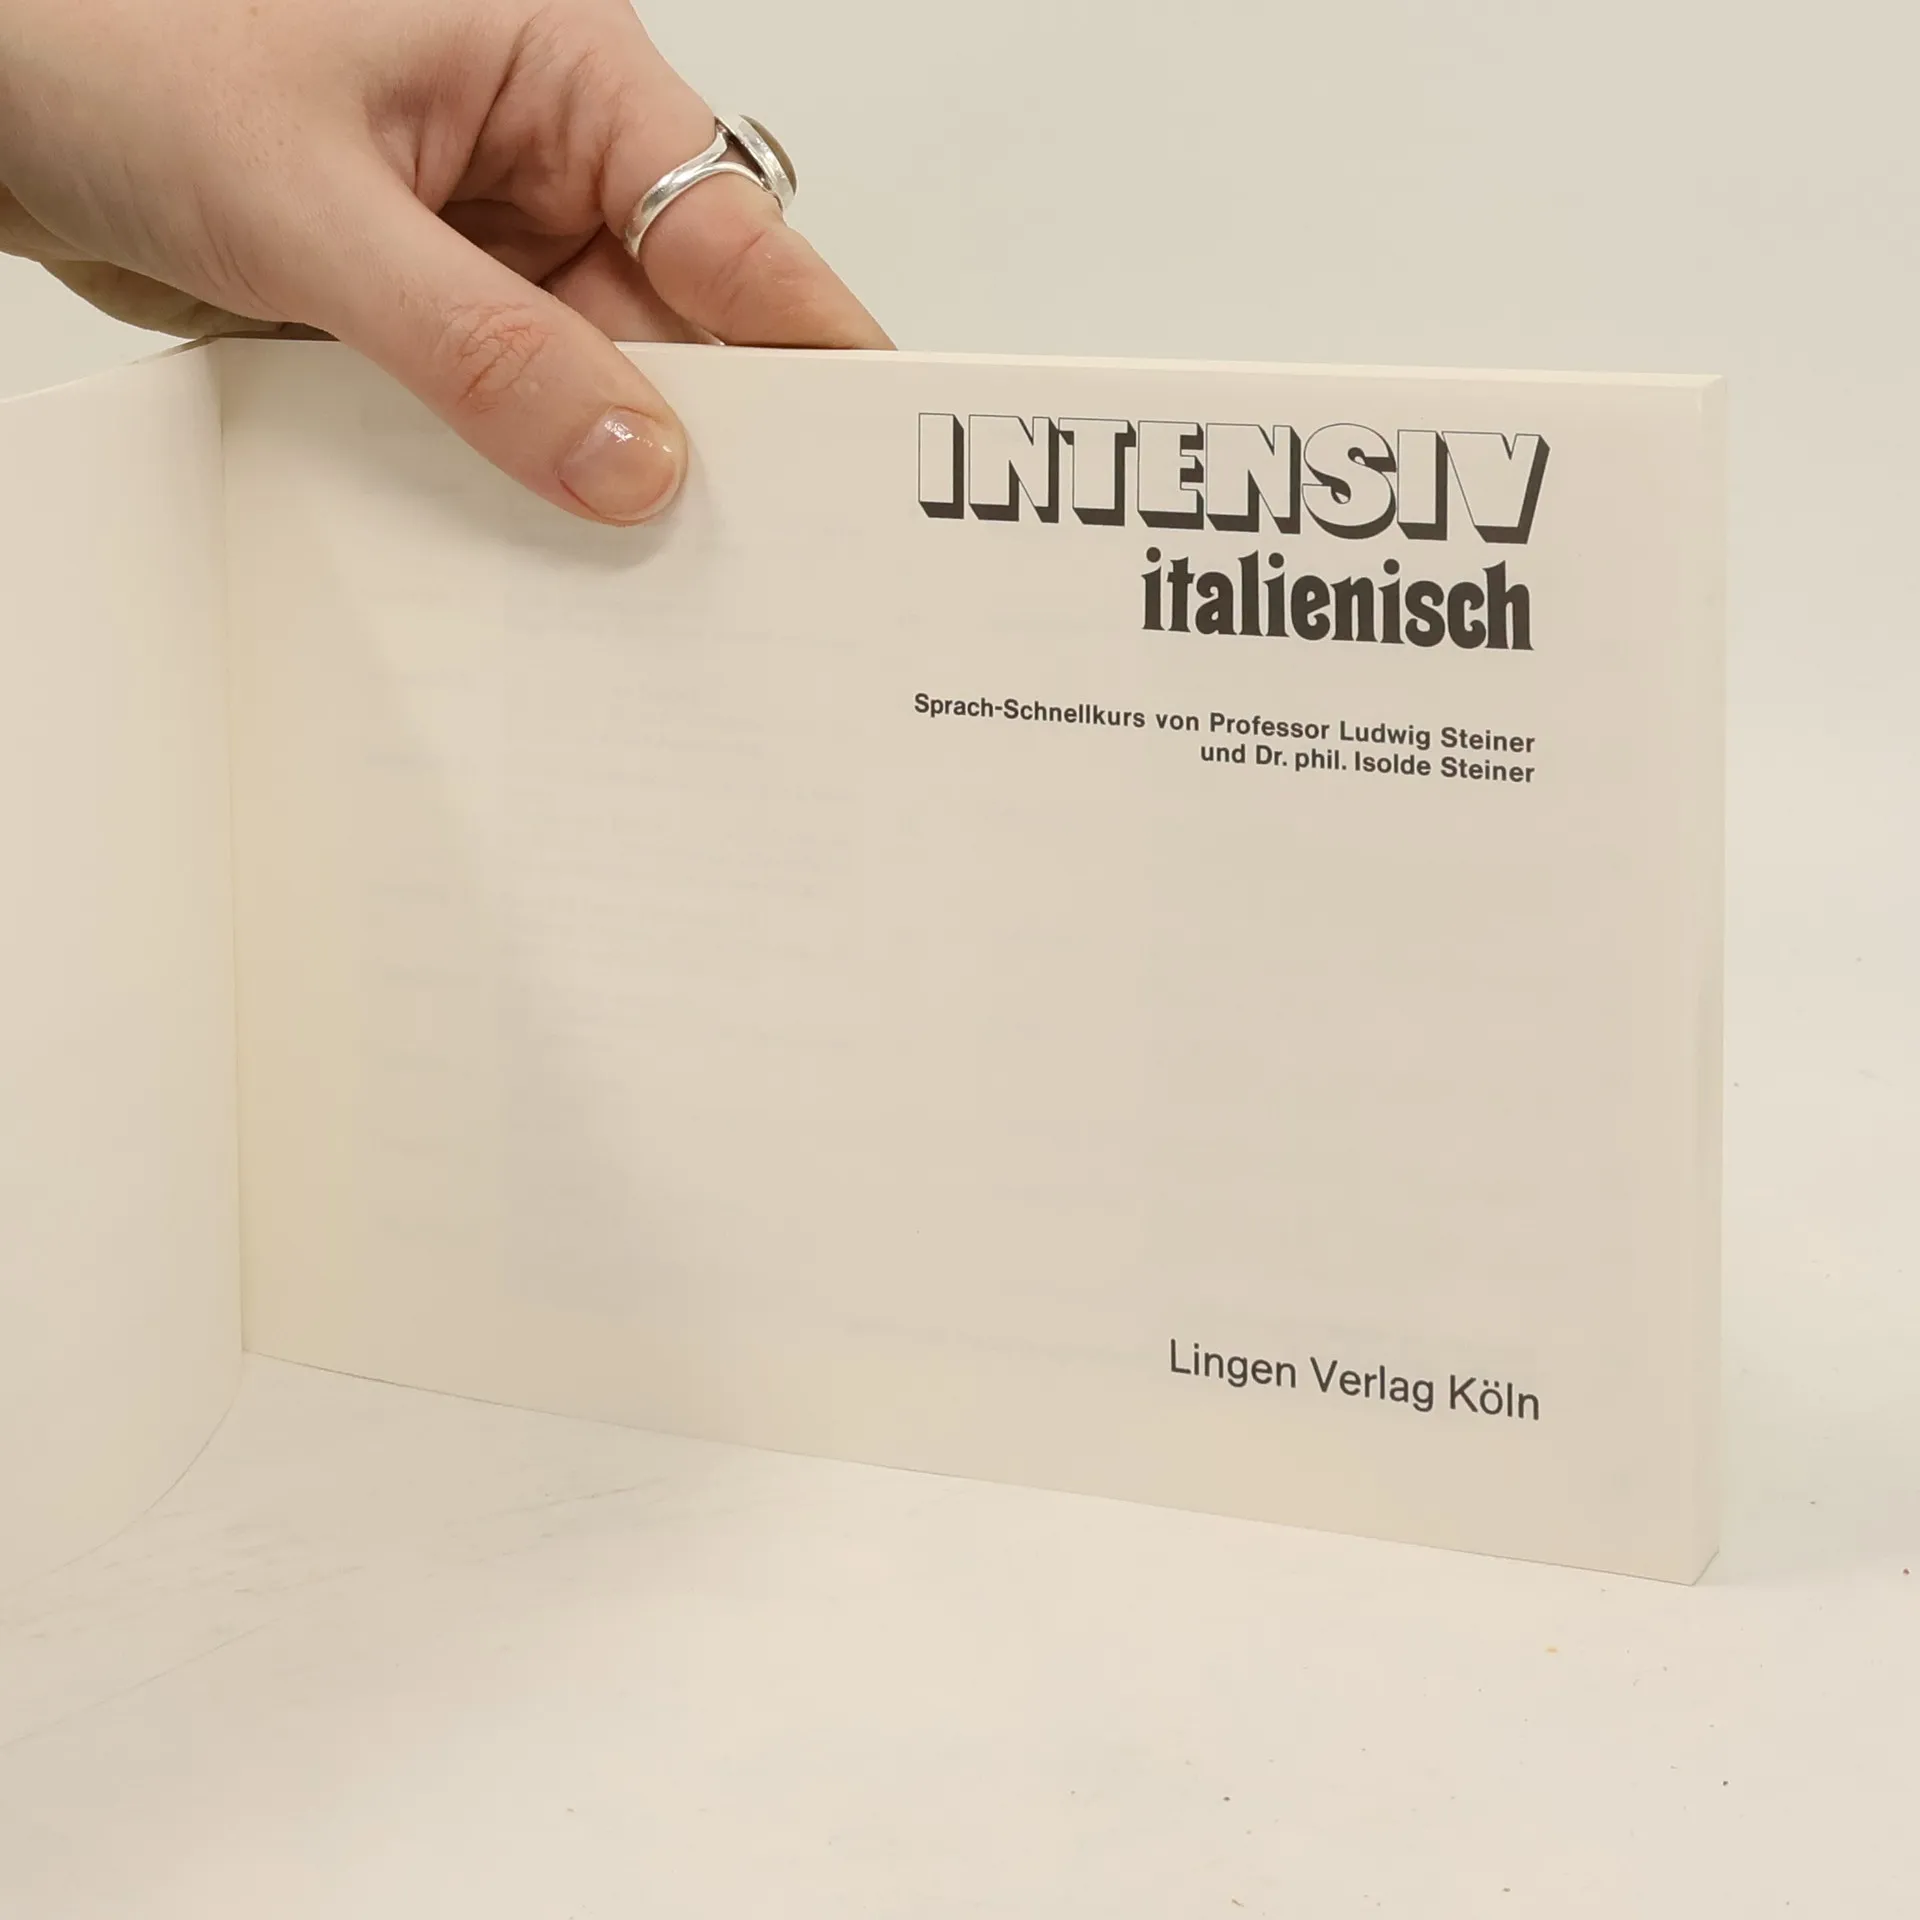 INTENSIV
italienisch
Sprach-Schnellkurs von Professor Ludwig Steiner
und Dr. phil. Isolde Steiner
Lingen Verlag Köln